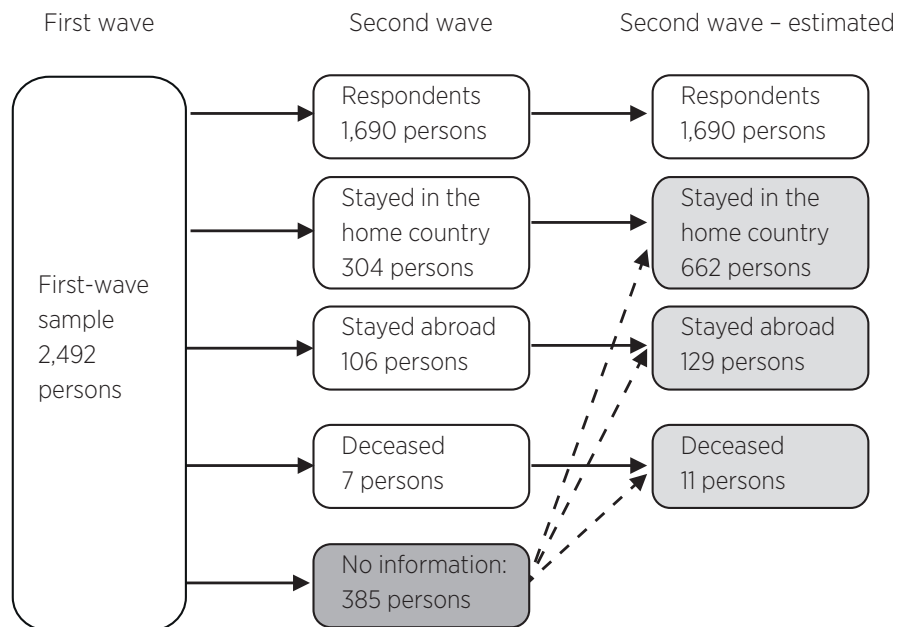 First wave
Second wave
Second wave – estimated
First-wave
sample
2,492
persons
Respondents
1,690 persons
Stayed in the
home country
304 persons
Stayed abroad
106 persons
Deceased
7 persons
No information:
385 persons
Respondents
1,690 persons
Stayed in the
home country
662 persons
Stayed abroad
129 persons
Deceased
11 persons